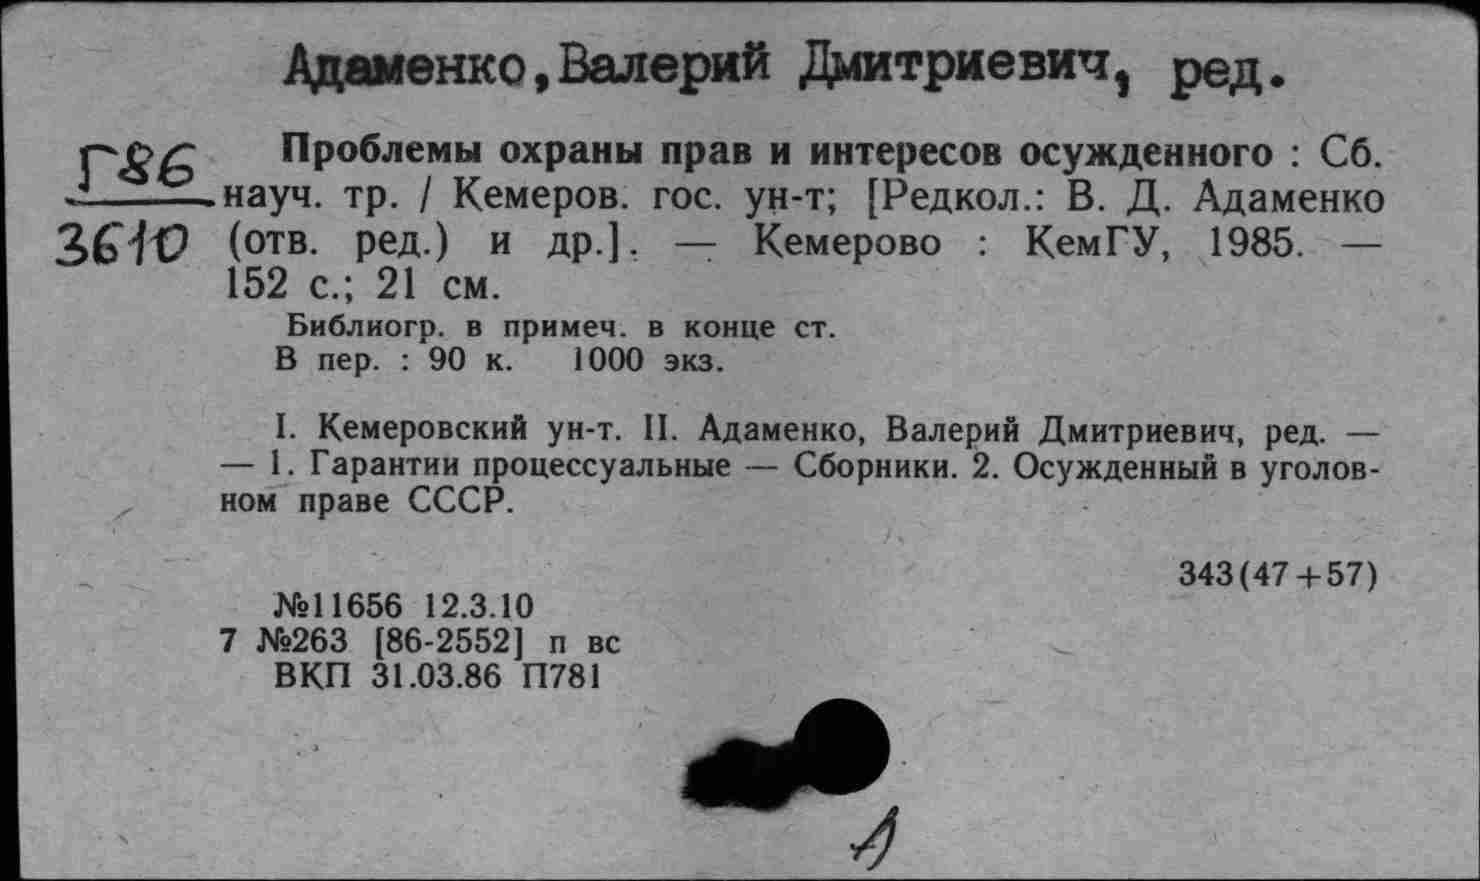 Адаменко, Валерий Дмитриевич, ред.
Г86
3610
Проблемы охраны прав и интересов осужденного : Сб.
науч. тр. / Кемеров. гос. ун-т; [Редкол.: В. Д. Адаменко
(отв. ред.) и др.]. — Кемерово : КемГУ, 1985. —
152 с.; 21 см.
Библиогр. в примеч. в конце ст.
В пер. : 90 к. 1000 экз.
I. Кемеровский ун-т. II. Адаменко, Валерий Дмитриевич, ред. —
— 1. Гарантии процессуальные — Сборники. 2. Осужденный в уголов-
ном праве СССР.
343(47+57)
№11656 12.3.10
7 №263 [86-2552] п вс
ВКП 31.03.86 П781